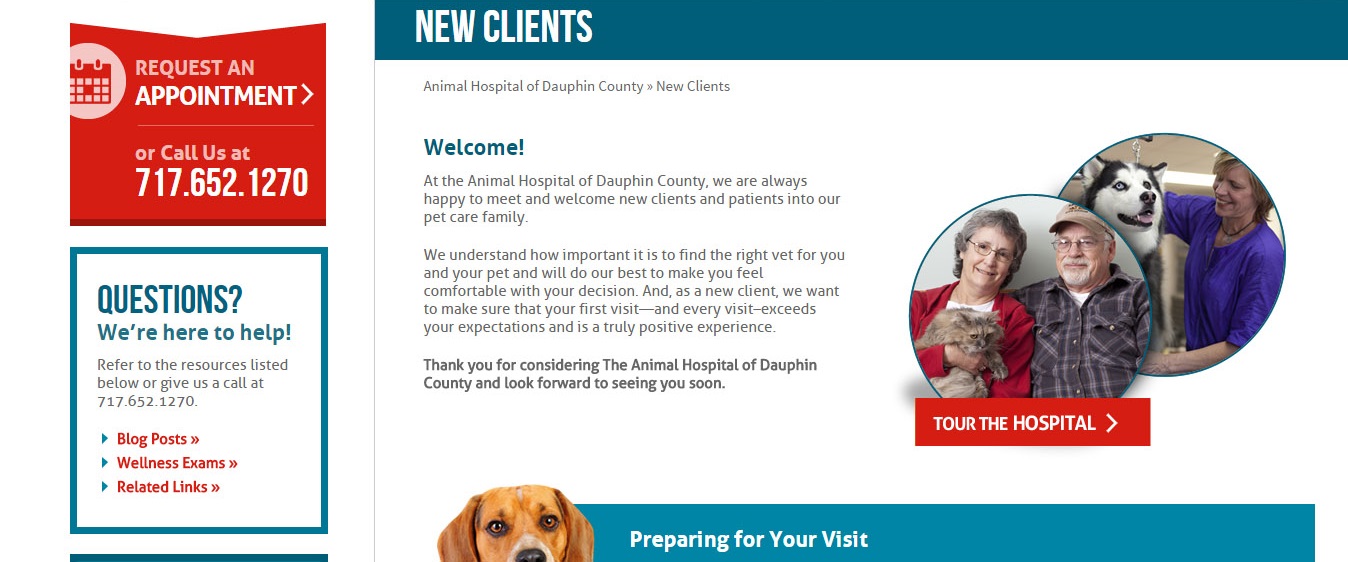 REQUEST AN
APPOINTMENT
or Call Us at
717.652.1270
QUESTIONS?
We're here to help!
Refer to the resources listed
below or give us a call at
717.652.1270.
Blog Posts »
Wellness Exams »
Related Links »
NEW CLIENTS
Animal Hospital of Dauphin County » New Clients
Welcome!
At the Animal Hospital of Dauphin County, we are always
happy to meet and welcome new clients and patients into our
pet care family.
We understand how important it is to find the right vet for you
and your pet and will do our best to make you feel
comfortable with your decision. And, as a new client, we want
to make sure that your first visit—and every visit–exceeds
your expectations and is a truly positive experience.
Thank you for considering The Animal Hospital of Dauphin
County and look forward to seeing you soon.
TOUR THE HOSPITAL
Preparing for Your Visit